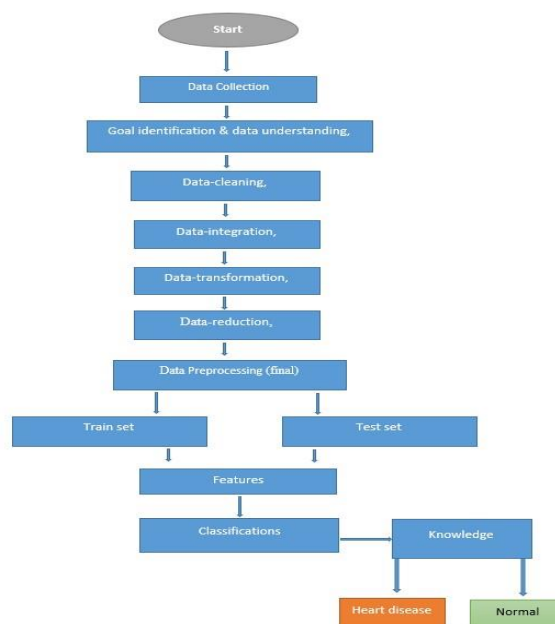 Start
Data Collection
Goal identification & data understanding,
Data-cleaning,
Data-integration,
Data-transformation,
Data-reduction,
Data Preprocessing (final)
Train set
Test set
Features
Classifications
Knowledge
Heart disease
Normal